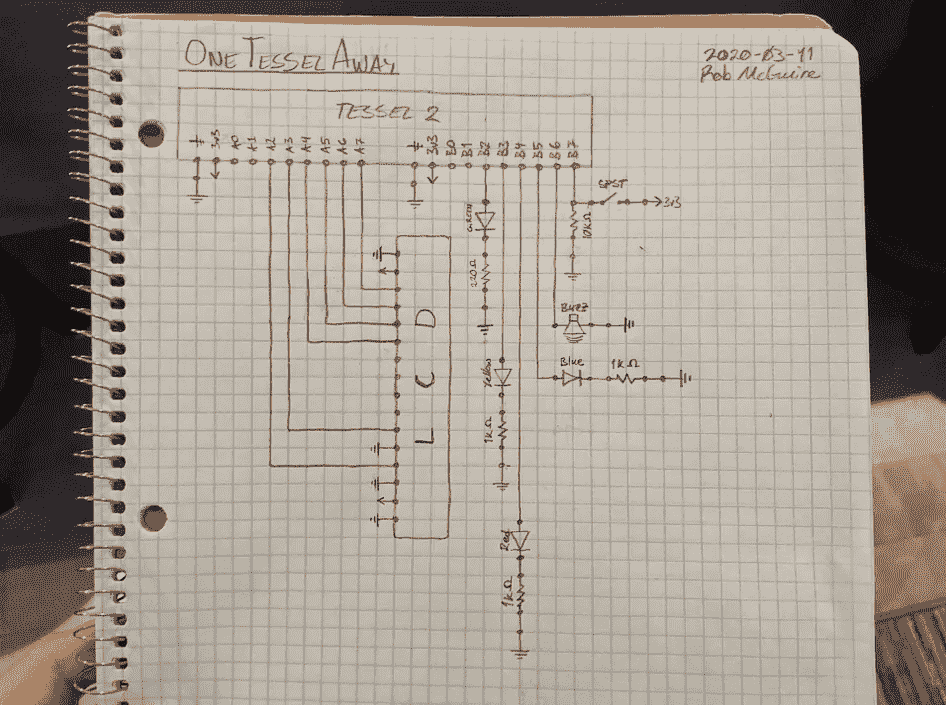 ONE TESSEL AWAY
2020-03-11
Rob McGuire
TESSEL 2
3v3 A0 A1 A2 A3 A4 A5 A6 A7 3v3 B0 B1 B2 B3 B4 B5 B6 B7
3v3
10kΩ
Green
220Ω
LCD
Buzz
Blue
1kΩ
Yellow
1kΩ
Red
1kΩ